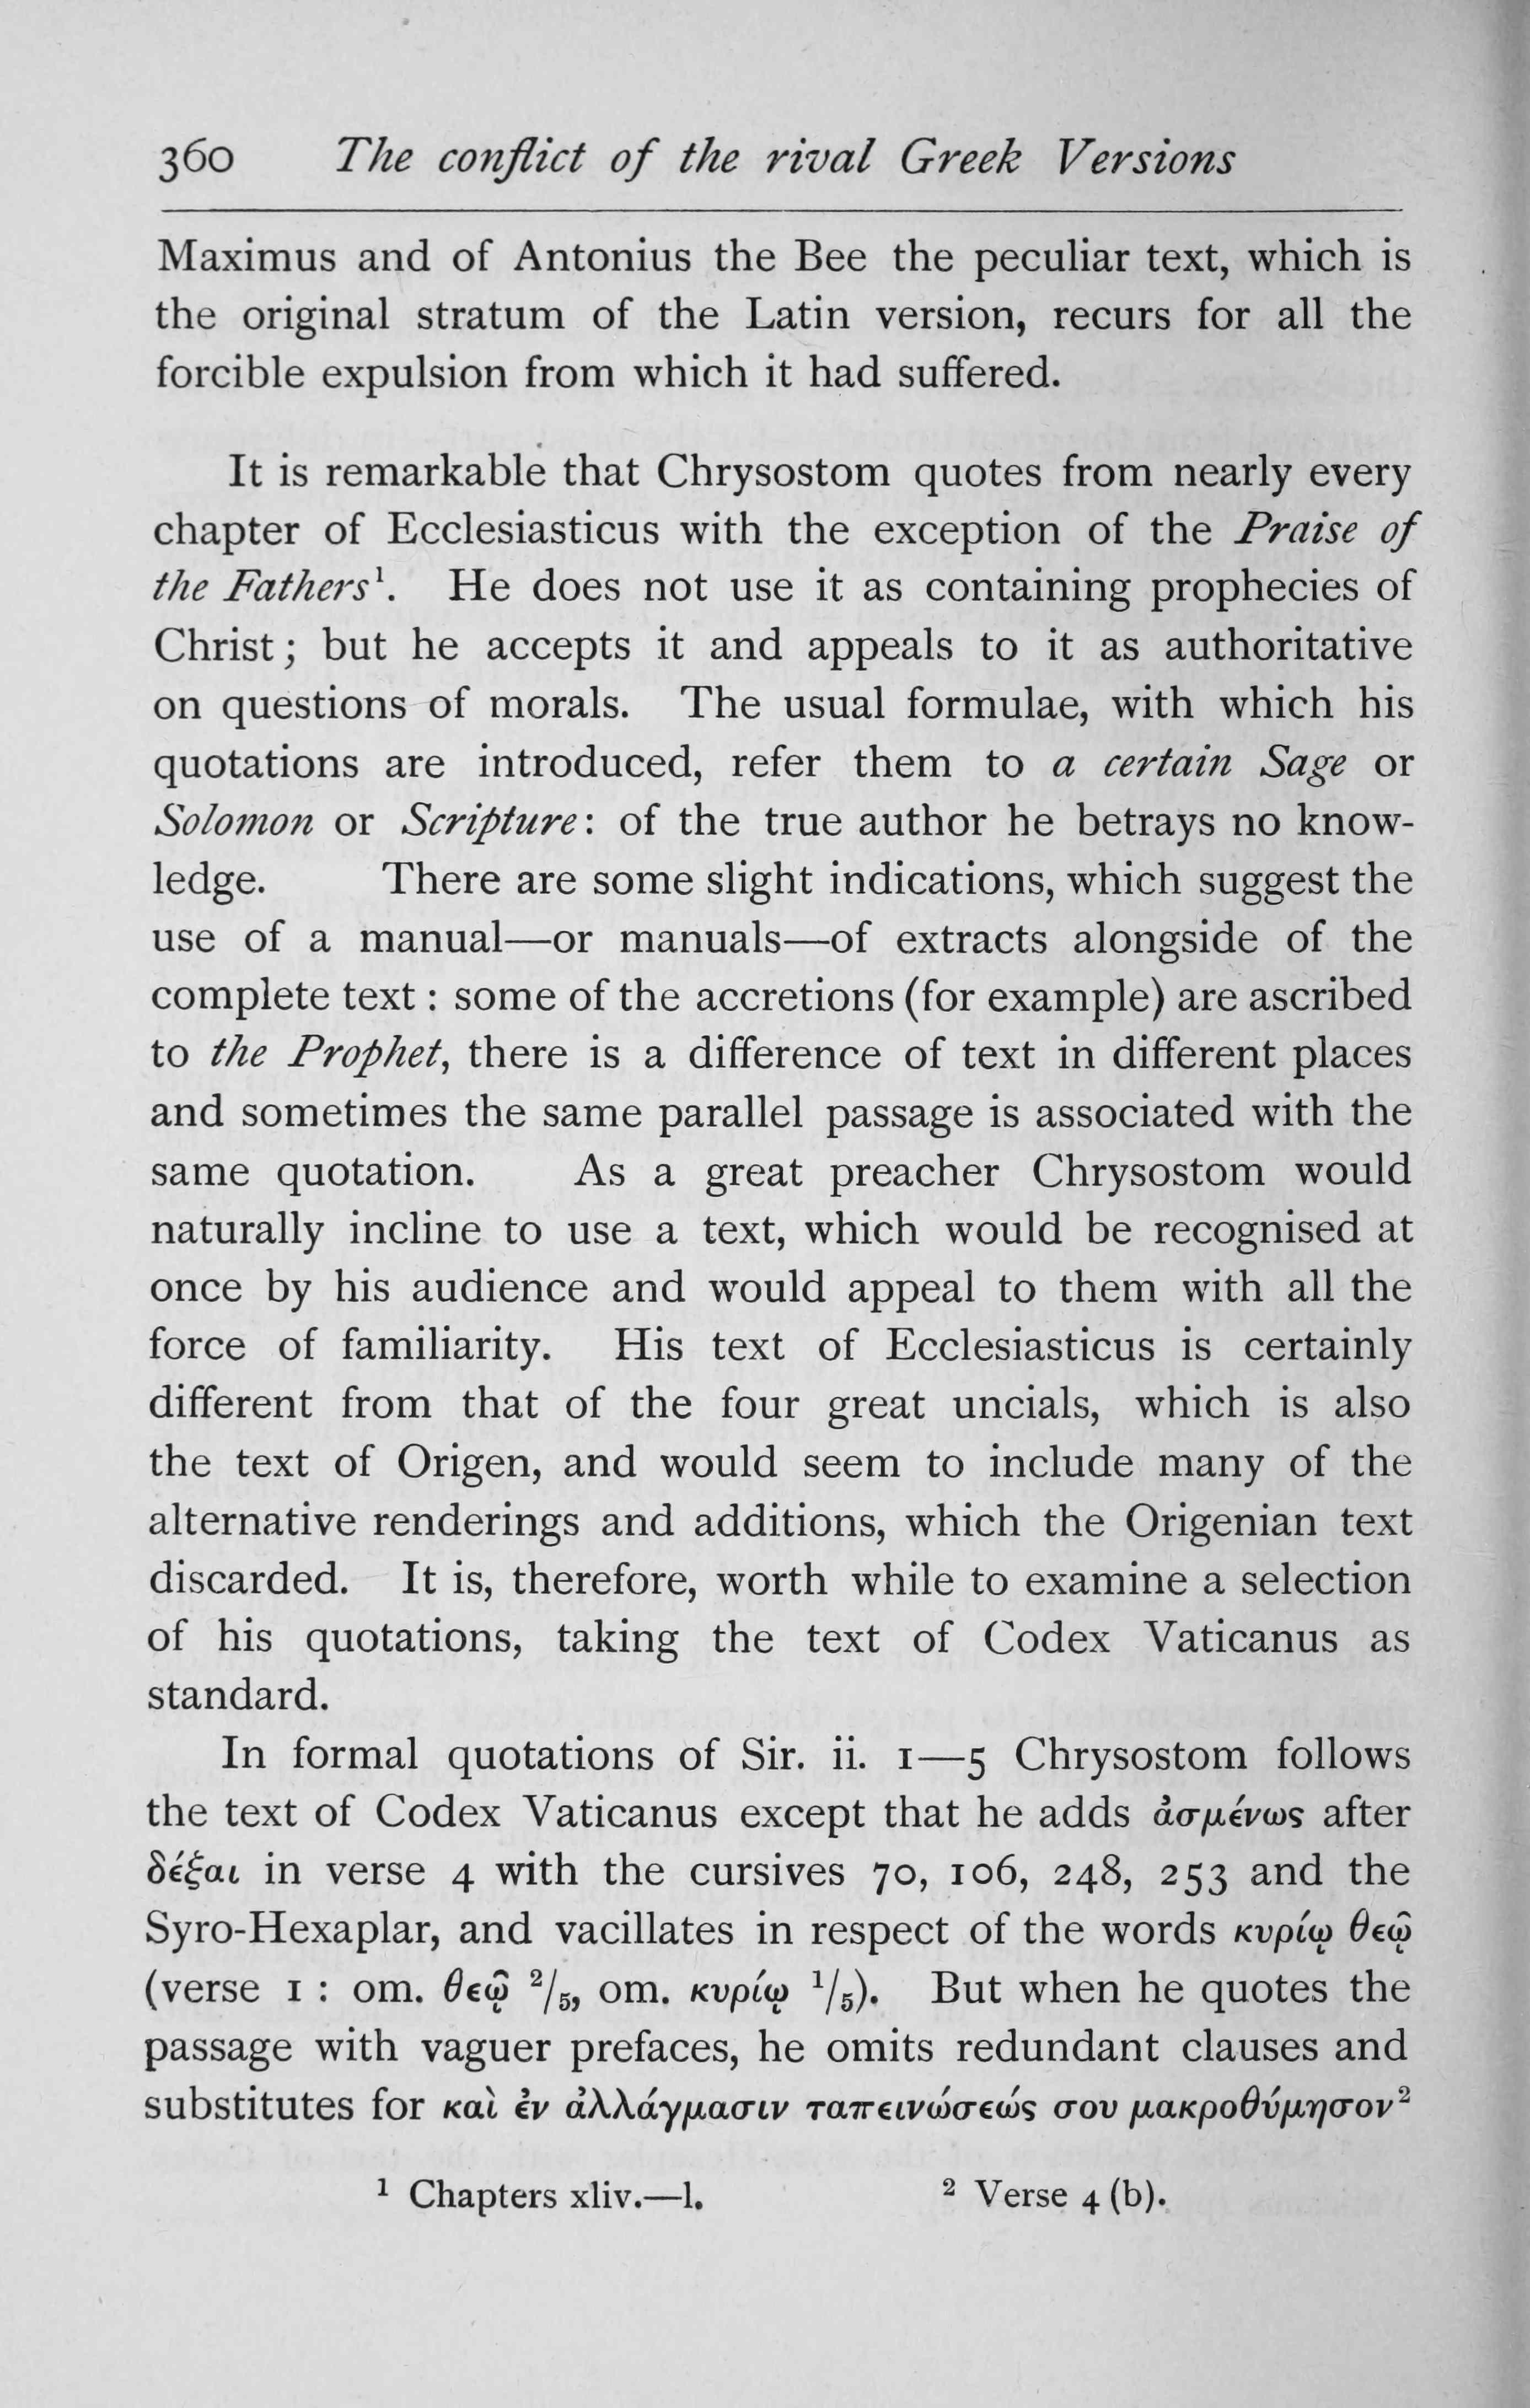 360 The conflict of the rival Greek Versions
Maximus and of Antonius the Bee the peculiar text, which is
the original stratum of the Latin version, recurs for all the
forcible expulsion from which it had suffered.
It is remarkable that Chrysostom quotes from nearly every
chapter of Ecclesiasticus with the exception of the Praise of
the Fathers¹. He does not use it as containing prophecies of
Christ; but he accepts it and appeals to it as authoritative
on questions of morals. The usual formulae, with which his
quotations are introduced, refer them to a certain Sage or
Solomon or Scripture: of the true author he betrays no know-
ledge. There are some slight indications, which suggest the
use of a manual—or manuals—of extracts alongside of the
complete text: some of the accretions (for example) are ascribed
to the Prophet, there is a difference of text in different places
and sometimes the same parallel passage is associated with the
same quotation. As a great preacher Chrysostom would
naturally incline to use a text, which would be recognised at
once by his audience and would appeal to them with all the
force of familiarity. His text of Ecclesiasticus is certainly
different from that of the four great uncials, which is also
the text of Origen, and would seem to include many of the
alternative renderings and additions, which the Origenian text
discarded. It is, therefore, worth while to examine a selection
of his quotations, taking the text of Codex Vaticanus as
standard.
In formal quotations of Sir. ii. 1—5 Chrysostom follows
the text of Codex Vaticanus except that he adds ἀσμένως after
δέξαι in verse 4 with the cursives 70, 106, 248, 253 and the
Syro-Hexaplar, and vacillates in respect of the words κυρίῳ θεῷ
(verse 1 : om. θεῷ ²/₅, om. κυρίῳ ¹/₅). But when he quotes the
passage with vaguer prefaces, he omits redundant clauses and
substitutes for καὶ ἐν ἀλλάγμασιν ταπεινώσεώς σου μακροθύμησον²
¹ Chapters xliv.—l. ² Verse 4 (b).